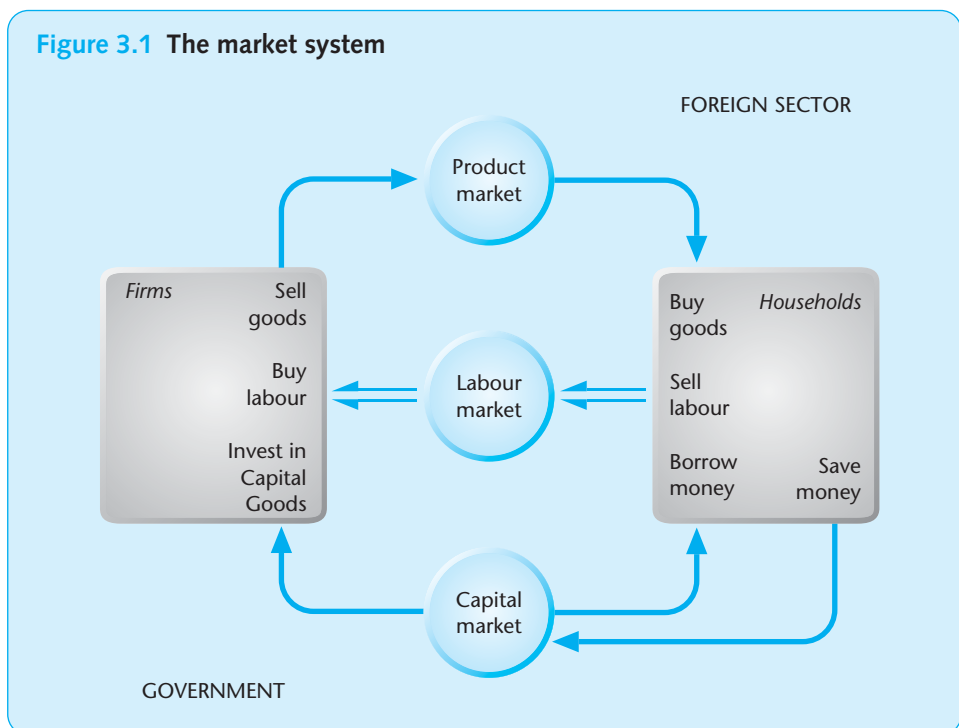 Figure 3.1 The market system
FOREIGN SECTOR
Product
market
Firms
Sell
goods
Buy
labour
Invest in
Capital
Goods
Labour
market
Buy
goods
Households
Sell
labour
Borrow
money
Save
money
Capital
market
GOVERNMENT